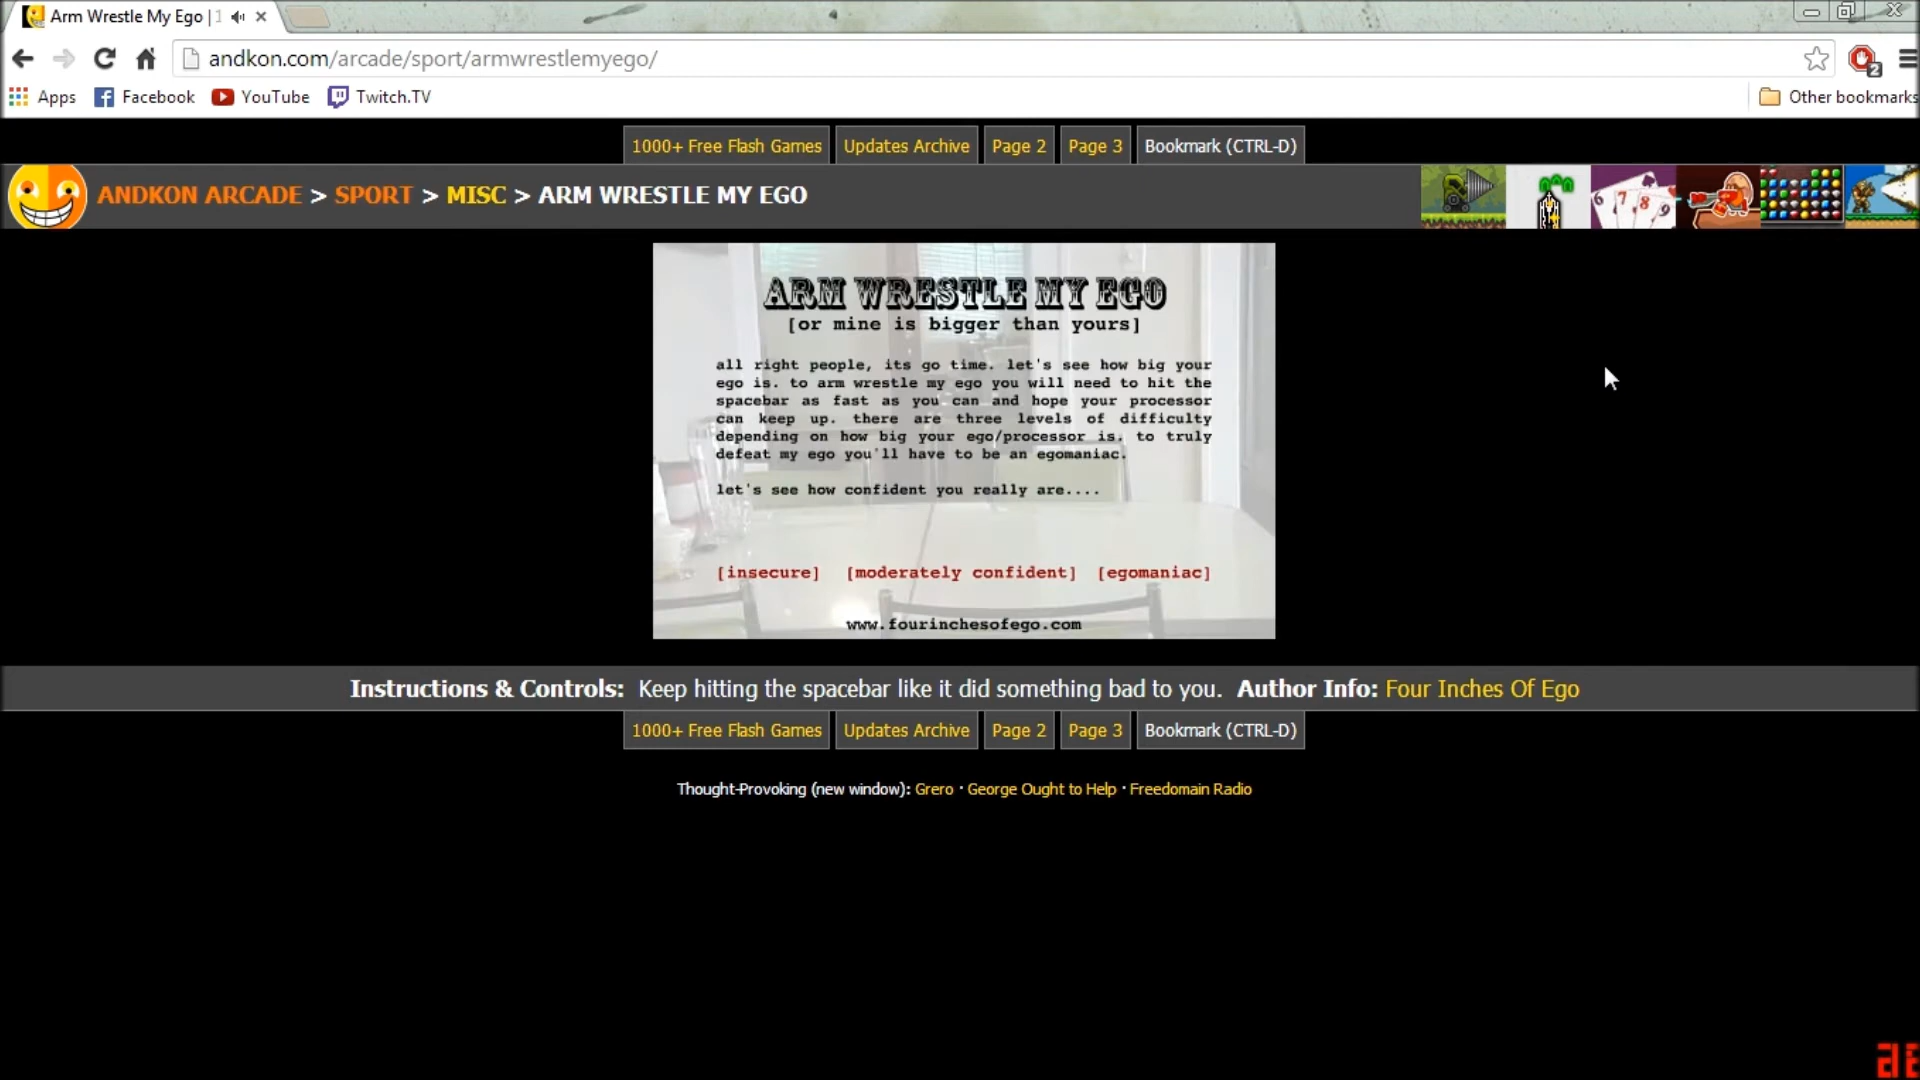 Arm Wrestle My Ego | 1
andkon.com/arcade/sport/armwrestlemyego/
2
Apps Facebook YouTube Twitch.TV Other bookmarks
1000+ Free Flash Games Updates Archive Page 2 Page 3 Bookmark (CTRL-D)
ANDKON ARCADE > SPORT > MISC > ARM WRESTLE MY EGO
6 7 8 9
ARM WRESTLE MY EGO
[or mine is bigger than yours]
all right people, its go time. let's see how big your
ego is. to arm wrestle my ego you will need to hit the
spacebar as fast as you can and hope your processor
can keep up. there are three levels of difficulty
depending on how big your ego/processor is. to truly
defeat my ego you'll have to be an egomaniac.
let's see how confident you really are....
[insecure] [moderately confident] [egomaniac]
www.fourinchesofego.com
Instructions & Controls: Keep hitting the spacebar like it did something bad to you. Author Info: Four Inches Of Ego
1000+ Free Flash Games Updates Archive Page 2 Page 3 Bookmark (CTRL-D)
Thought-Provoking (new window): Grero · George Ought to Help · Freedomain Radio